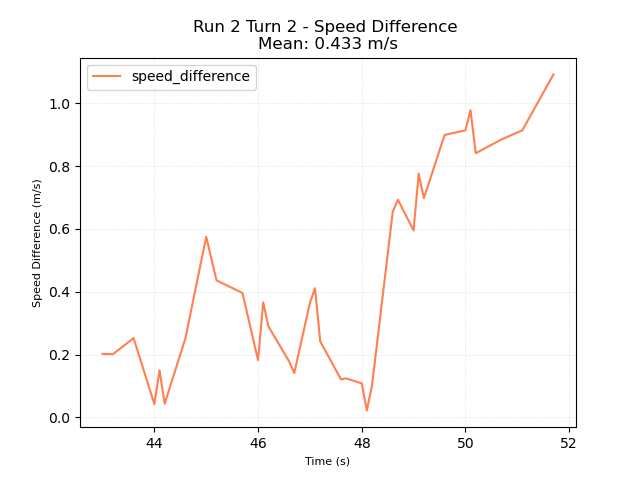 Run 2 Turn 2 - Speed Difference
Mean: 0.433 m/s
speed_difference
1.0
0.8
0.6
0.4
0.2
0.0
Speed Difference (m/s)
44
46
48
50
52
Time (s)